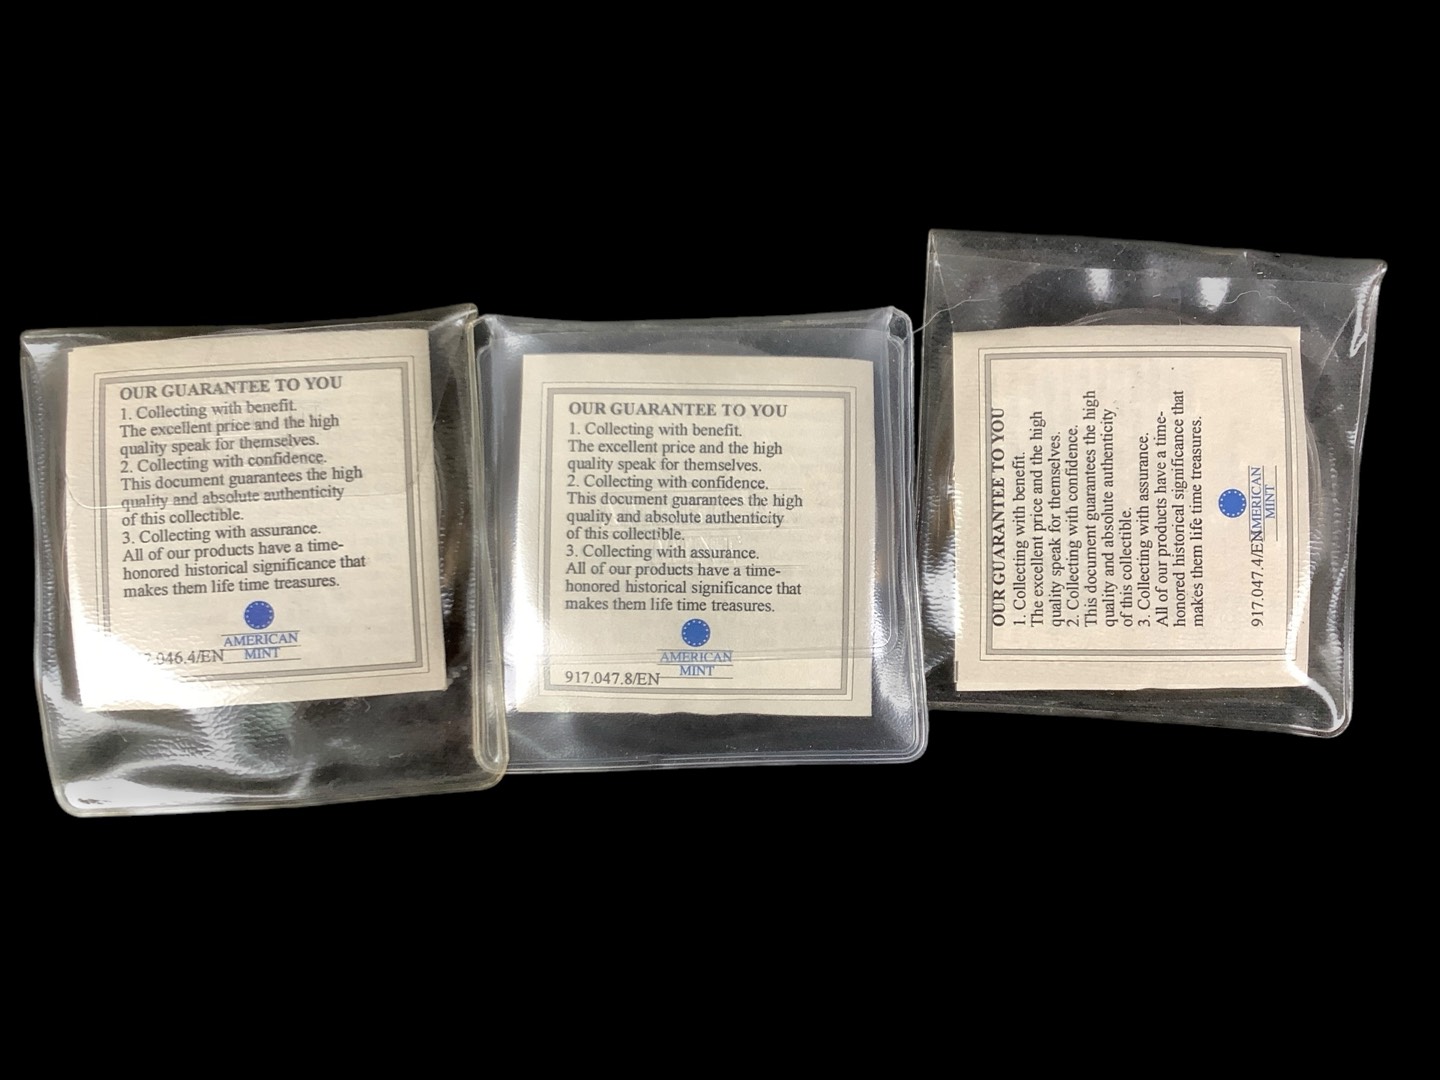 OUR GUARANTEE TO YOU
1. Collecting with benefit.
The excellent price and the high
quality speak for themselves.
2. Collecting with confidence.
This document guarantees the high
quality and absolute authenticity
of this collectible.
3. Collecting with assurance.
All of our products have a time-
honored historical significance that
makes them life time treasures.
AMERICAN
MINT
.046.4/EN
OUR GUARANTEE TO YOU
1. Collecting with benefit.
The excellent price and the high
quality speak for themselves.
2. Collecting with confidence.
This document guarantees the high
quality and absolute authenticity
of this collectible.
3. Collecting with assurance.
All of our products have a time-
honored historical significance that
makes them life time treasures.
AMERICAN
MINT
917.047.8/EN
OUR GUARANTEE TO YOU
1. Collecting with benefit.
The excellent price and the high
quality speak for themselves.
2. Collecting with confidence.
This document guarantees the high
quality and absolute authenticity
of this collectible.
3. Collecting with assurance.
All of our products have a time-
honored historical significance that
makes them life time treasures.
AMERICAN
MINT
917.047.4/EN